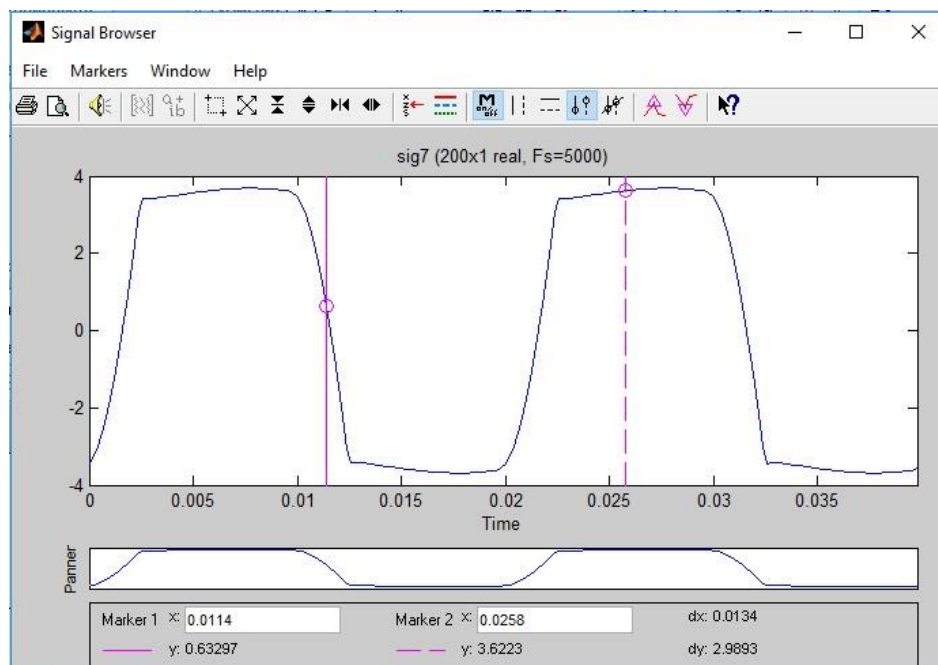 Signal Browser
File Markers Window Help
M
on/off
sig7 (200x1 real, Fs=5000)
4
2
0
-2
-4
0 0.005 0.01 0.015 0.02 0.025 0.03 0.035
Time
Panner
Marker 1 x: 0.0114 Marker 2 x: 0.0258 dx: 0.0134
y: 0.63297 y: 3.6223 dy: 2.9893